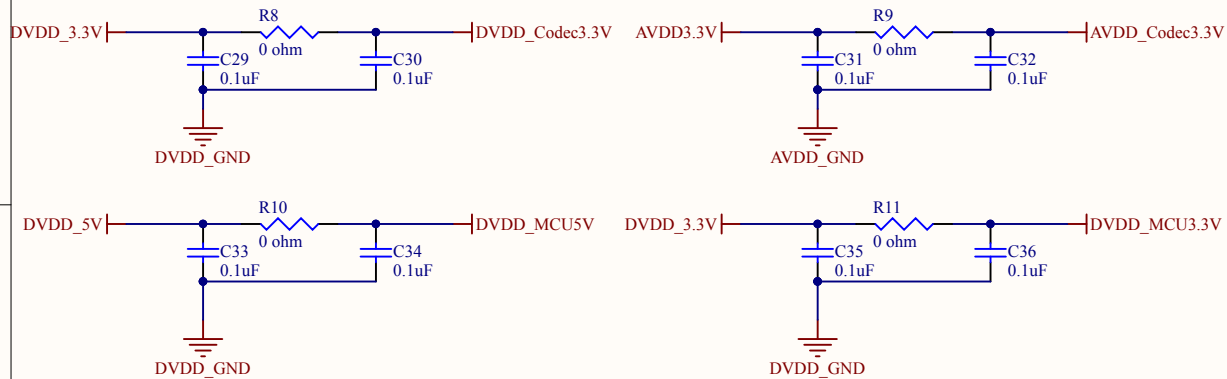 R8
R9
DVDD_3.3V
DVDD_Codec3.3V
AVDD3.3V
AVDD_Codec3.3V
0 ohm
0 ohm
C29
C30
C31
C32
0.1uF
0.1uF
0.1uF
0.1uF
DVDD_GND
AVDD_GND
R10
R11
DVDD_5V
DVDD_MCU5V
DVDD_3.3V
DVDD_MCU3.3V
0 ohm
0 ohm
C33
C34
C35
C36
0.1uF
0.1uF
0.1uF
0.1uF
DVDD_GND
DVDD_GND